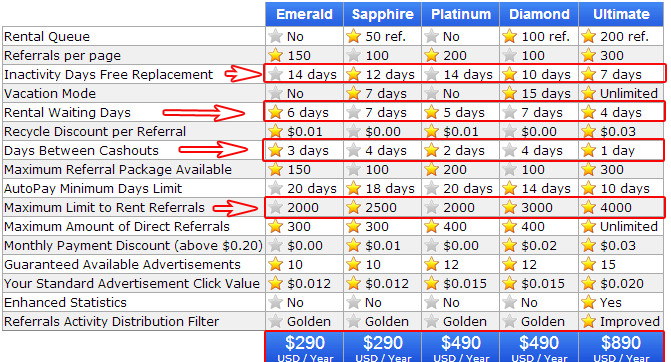 Emerald Sapphire Platinum Diamond Ultimate
Rental Queue No 50 ref. No 100 ref. 200 ref.
Referrals per page 150 100 200 100 300
Inactivity Days Free Replacement 14 days 12 days 14 days 10 days 7 days
Vacation Mode No 7 days No 15 days Unlimited
Rental Waiting Days 6 days 7 days 5 days 7 days 4 days
Recycle Discount per Referral $0.01 $0.00 $0.01 $0.00 $0.03
Days Between Cashouts 3 days 4 days 2 days 4 days 1 day
Maximum Referral Package Available 150 100 200 100 300
AutoPay Minimum Days Limit 20 days 18 days 20 days 14 days 10 days
Maximum Limit to Rent Referrals 2000 2500 2000 3000 4000
Maximum Amount of Direct Referrals 300 300 400 400 Unlimited
Monthly Payment Discount (above $0.20) $0.00 $0.01 $0.00 $0.02 $0.03
Guaranteed Available Advertisements 10 10 12 12 15
Your Standard Advertisement Click Value $0.012 $0.012 $0.015 $0.015 $0.020
Enhanced Statistics No No No No Yes
Referrals Activity Distribution Filter Golden Golden Golden Golden Improved
$290 $290 $490 $490 $890
USD / Year USD / Year USD / Year USD / Year USD / Year